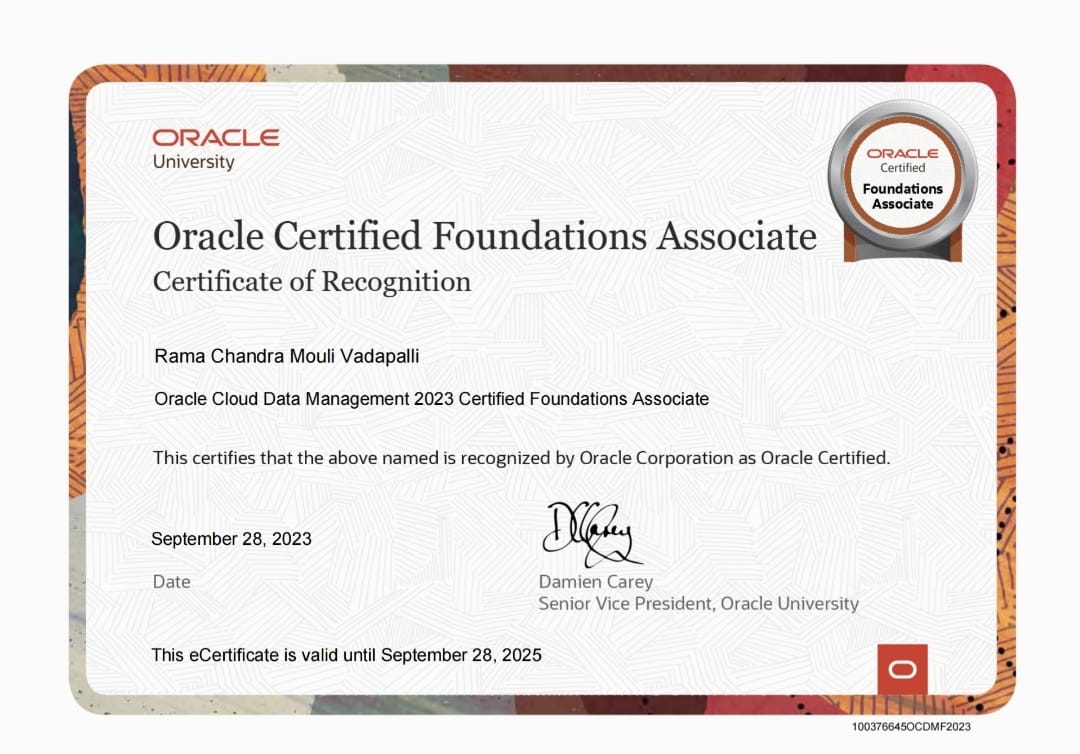 ORACLE
University
ORACLE
Certified
Foundations
Associate
Oracle Certified Foundations Associate
Certificate of Recognition
Rama Chandra Mouli Vadapalli
Oracle Cloud Data Management 2023 Certified Foundations Associate
This certifies that the above named is recognized by Oracle Corporation as Oracle Certified.
September 28, 2023
Date
DCarey
Damien Carey
Senior Vice President, Oracle University
This eCertificate is valid until September 28, 2025
100376645OCDMF2023